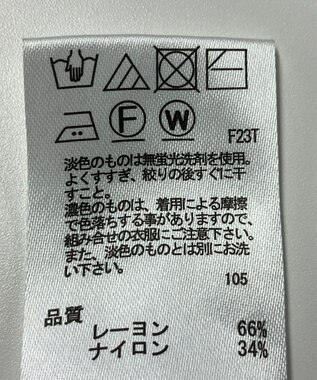 F W F23T
淡色のものは無蛍光洗剤を使用。
よくすすぎ、絞りの後すぐに干
すこと。
濃色のものは、着用による摩擦
で色落ちする事がありますので、
組み合せの衣服にご注意下さい。
また、淡色のものとは別にお洗
い下さい。
105
品質
レーヨン 66%
ナイロン 34%